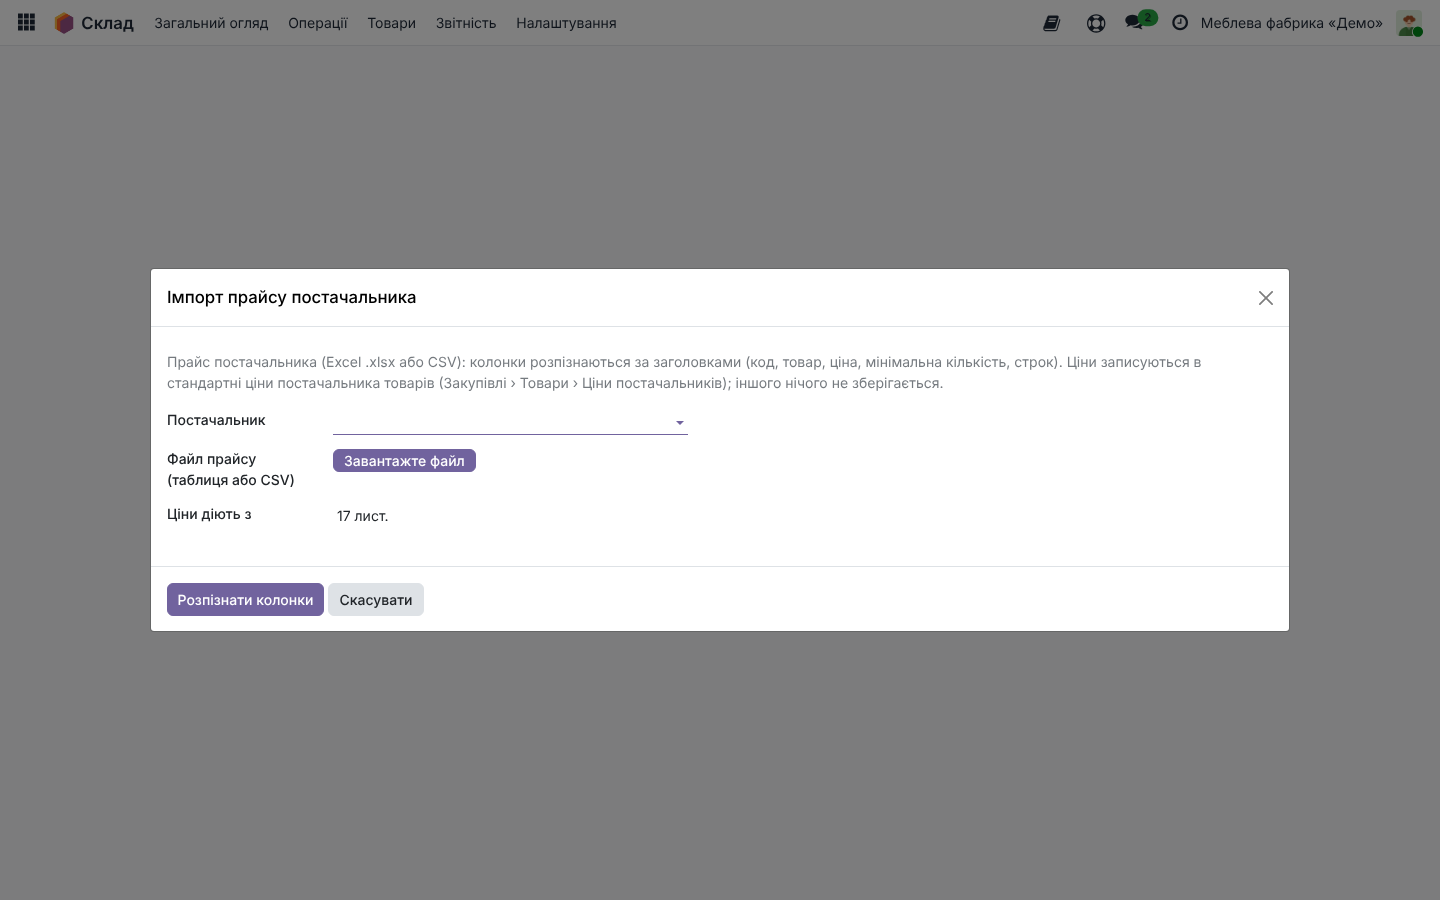 Склад
Загальний огляд
Операції
Товари
Звітність
Налаштування
2
Меблева фабрика «Демо»
Імпорт прайсу постачальника
Прайс постачальника (Excel .xlsx або CSV): колонки розпізнаються за заголовками (код, товар, ціна, мінімальна кількість, строк). Ціни записуються в
стандартні ціни постачальника товарів (Закупівлі › Товари › Ціни постачальників); іншого нічого не зберігається.
Постачальник
Файл прайсу
(таблиця або CSV)
Завантажте файл
Ціни діють з
17 лист.
Розпізнати колонки
Скасувати